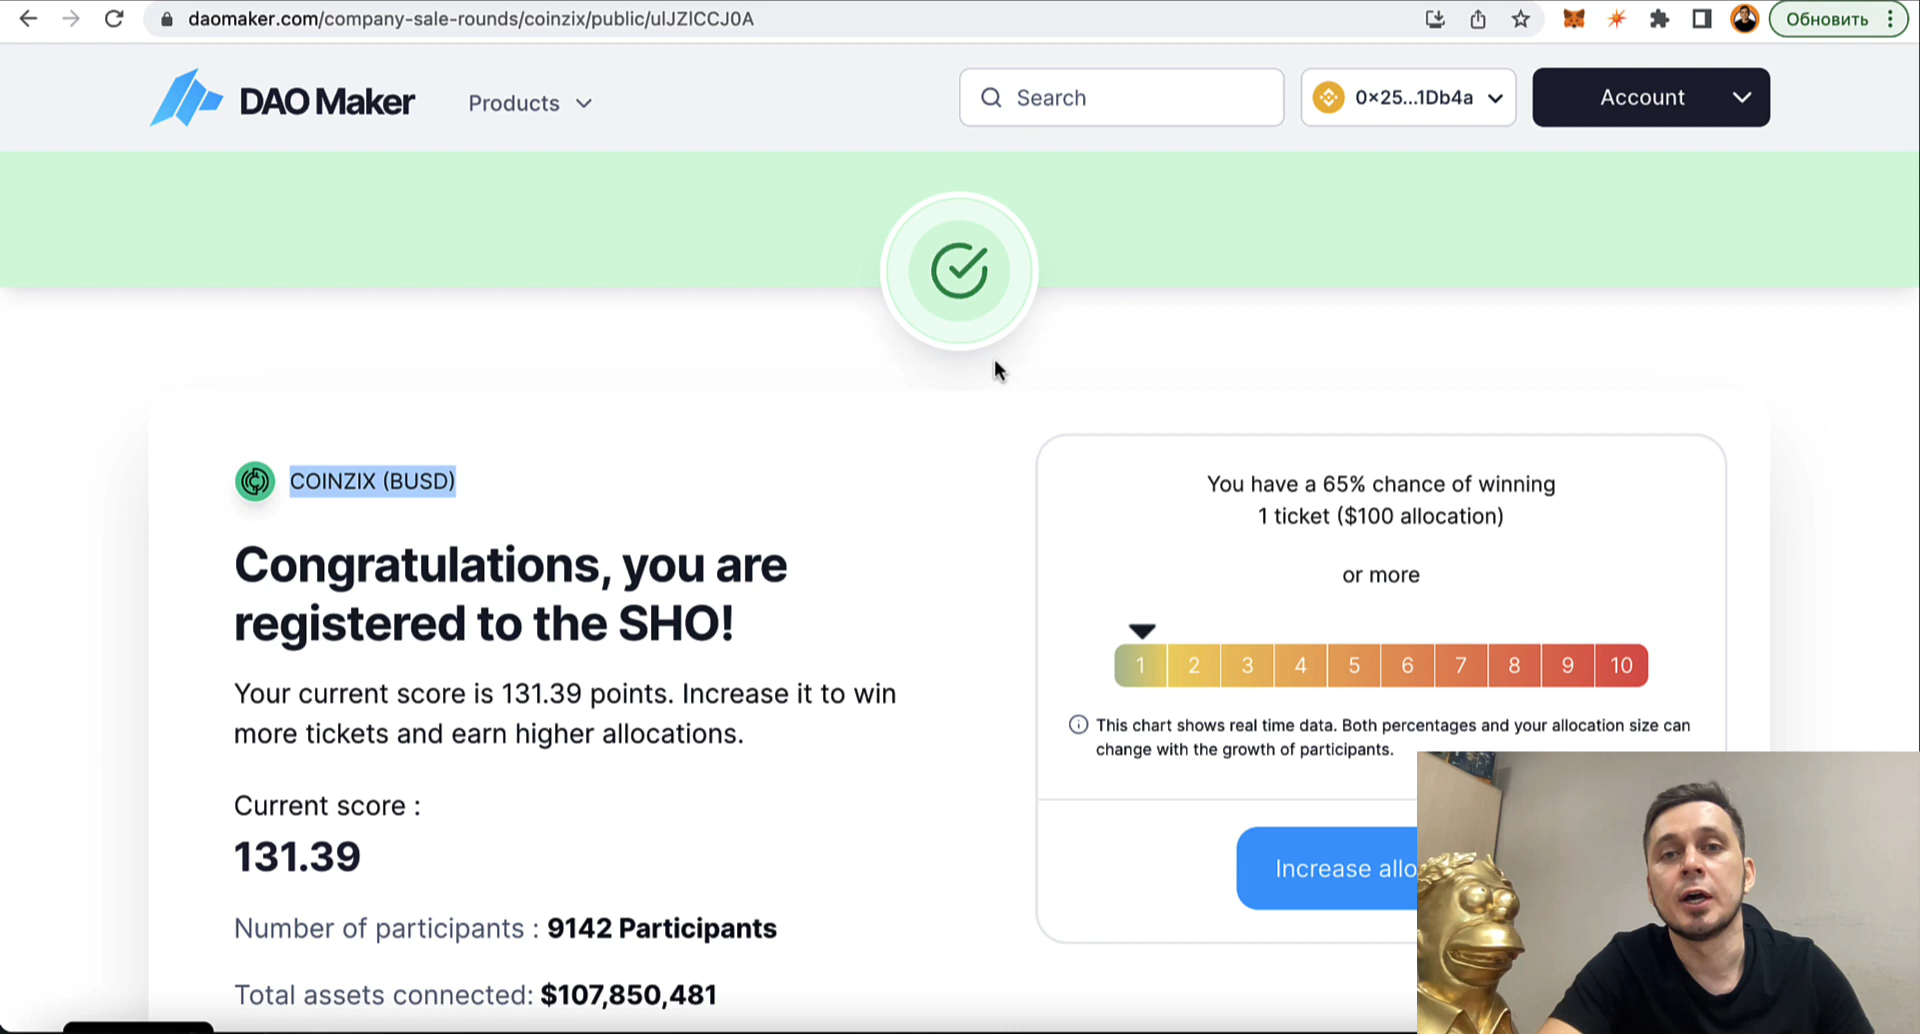 daomaker.com/company-sale-rounds/coinzix/public/ulJZICCJ0A
Обновить
DAO Maker
Products
Search
0×25...1Db4a
Account
COINZIX (BUSD)
Congratulations, you are
registered to the SHO!
Your current score is 131.39 points. Increase it to win
more tickets and earn higher allocations.
Current score :
131.39
Number of participants : 9142 Participants
Total assets connected: $107,850,481
You have a 65% chance of winning
1 ticket ($100 allocation)
or more
1 2 3 4 5 6 7 8 9 10
This chart shows real time data. Both percentages and your allocation size can
change with the growth of participants.
Increase allo